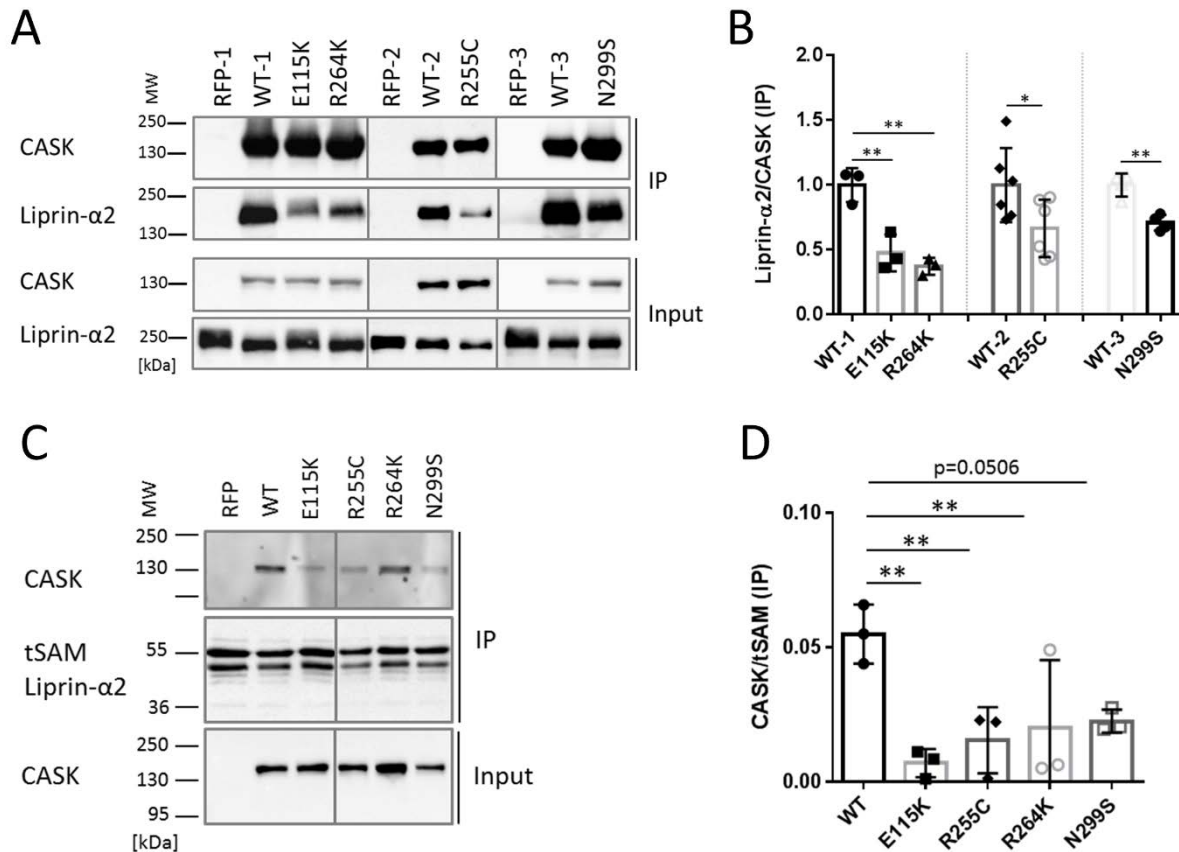 A
MW
RFP-1
WT-1
E115K
R264K
RFP-2
WT-2
R255C
RFP-3
WT-3
N299S
CASK
250
130
Liprin-α2
250
130
IP
CASK
130
Liprin-α2
250
[kDa]
Input
B
Liprin-α2/CASK (IP)
1.5
2.0
1.0
0.5
0.0
**
**
*
**
WT-1
E115K
R264K
WT-2
R255C
WT-3
N299S
C
MW
RFP
WT
E115K
R255C
R264K
N299S
CASK
250
130
tSAM
Liprin-α2
55
36
IP
CASK
250
130
95
[kDa]
Input
D
CASK/tSAM (IP)
0.10
0.05
0.00
p=0.0506
**
**
**
WT
E115K
R255C
R264K
N299S